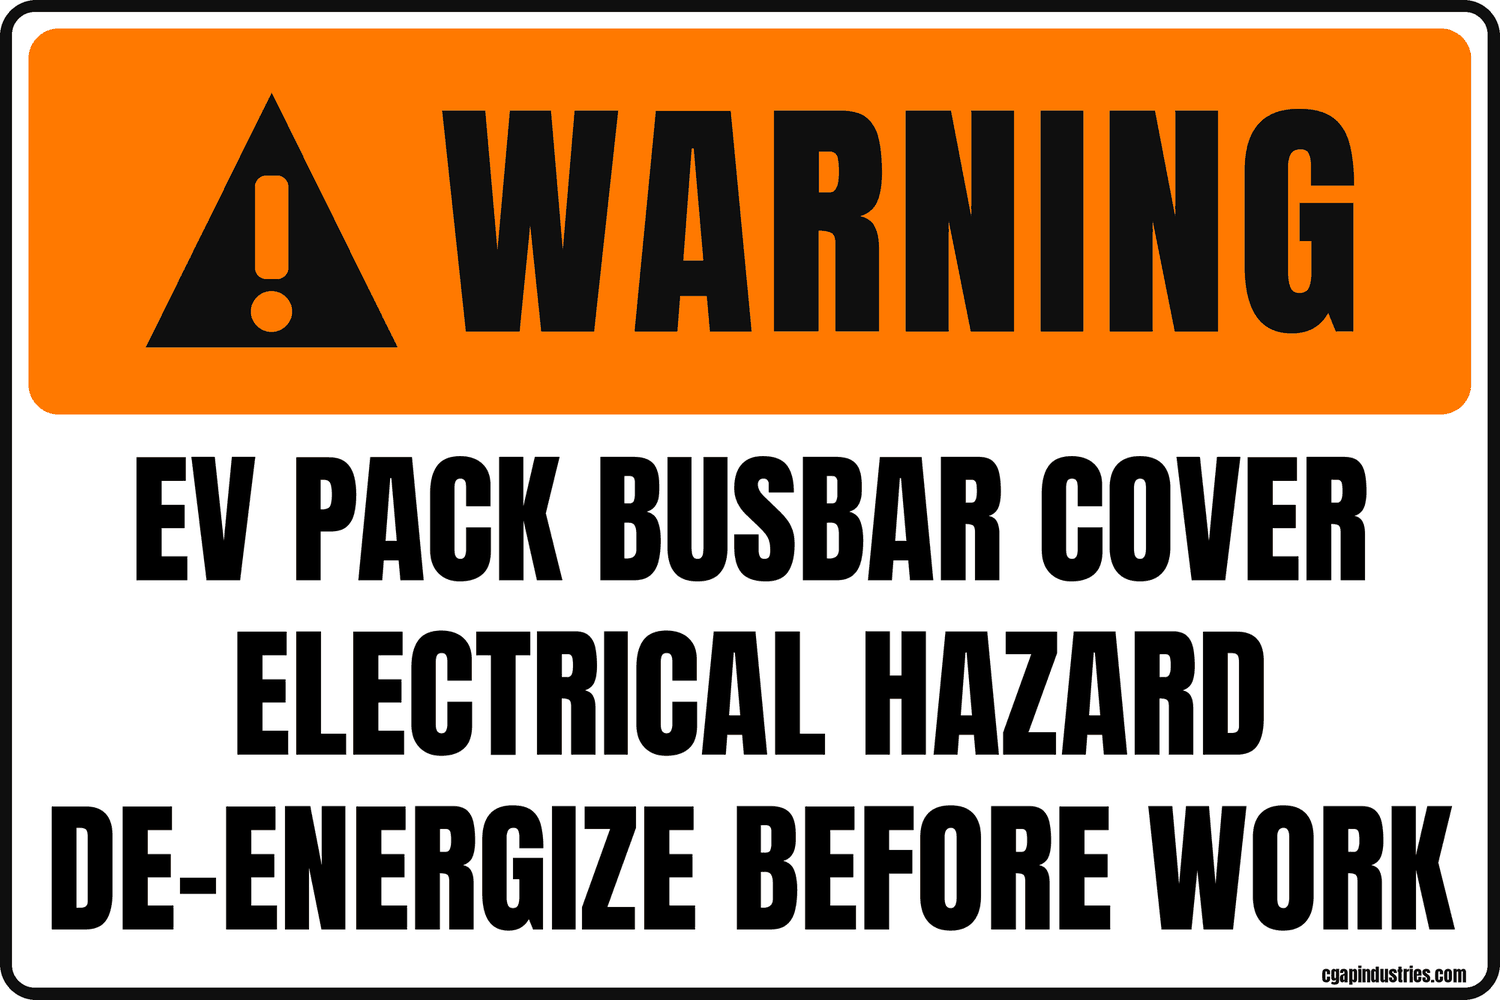 WARNING
EV PACK BUSBAR COVER
ELECTRICAL HAZARD
DE-ENERGIZE BEFORE WORK
cgapindustries.com